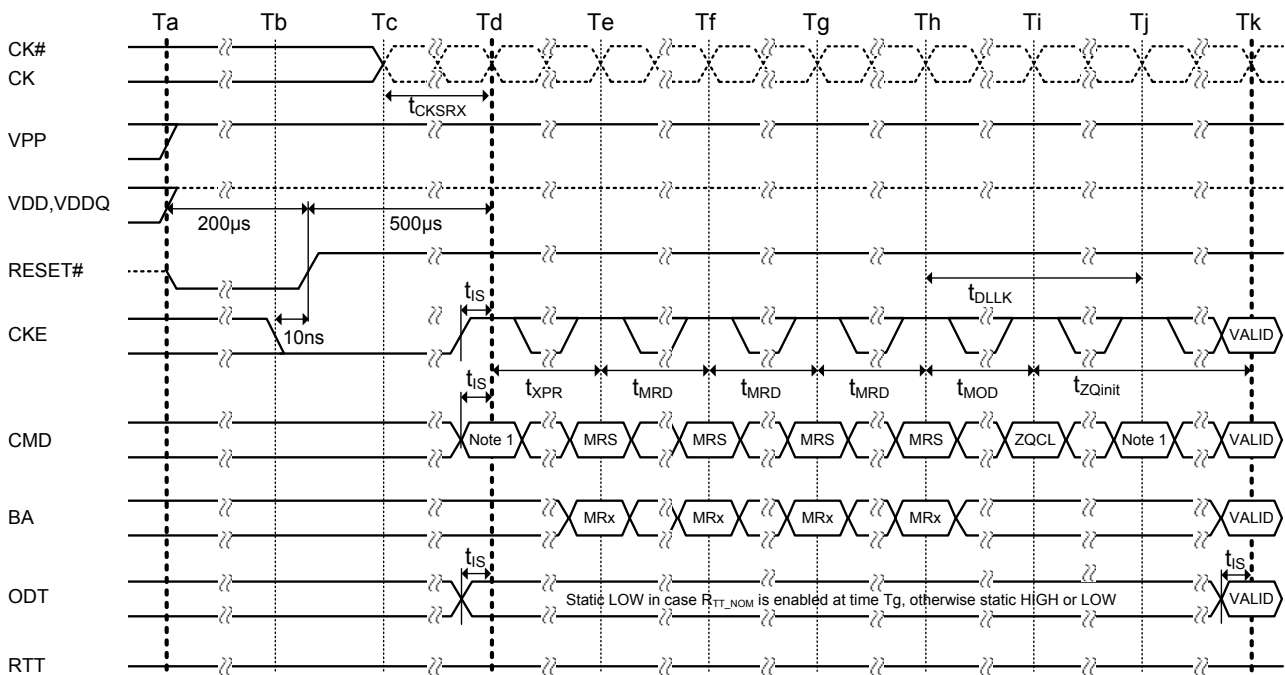 Ta Tb Tc Td Te Tf Tg Th Ti Tj Tk
CK#
CK
tCKSRX
VPP
VDD,VDDQ
200µs 500µs
RESET#
tIS tDLLK
CKE 10ns VALID
tIS tXPR tMRD tMRD tMRD tMOD tZQinit
CMD Note 1 MRS MRS MRS MRS ZQCL Note 1 VALID
BA MRx MRx MRx MRx VALID
tIS tIS
ODT Static LOW in case RTT_NOM is enabled at time Tg, otherwise static HIGH or LOW VALID
RTT